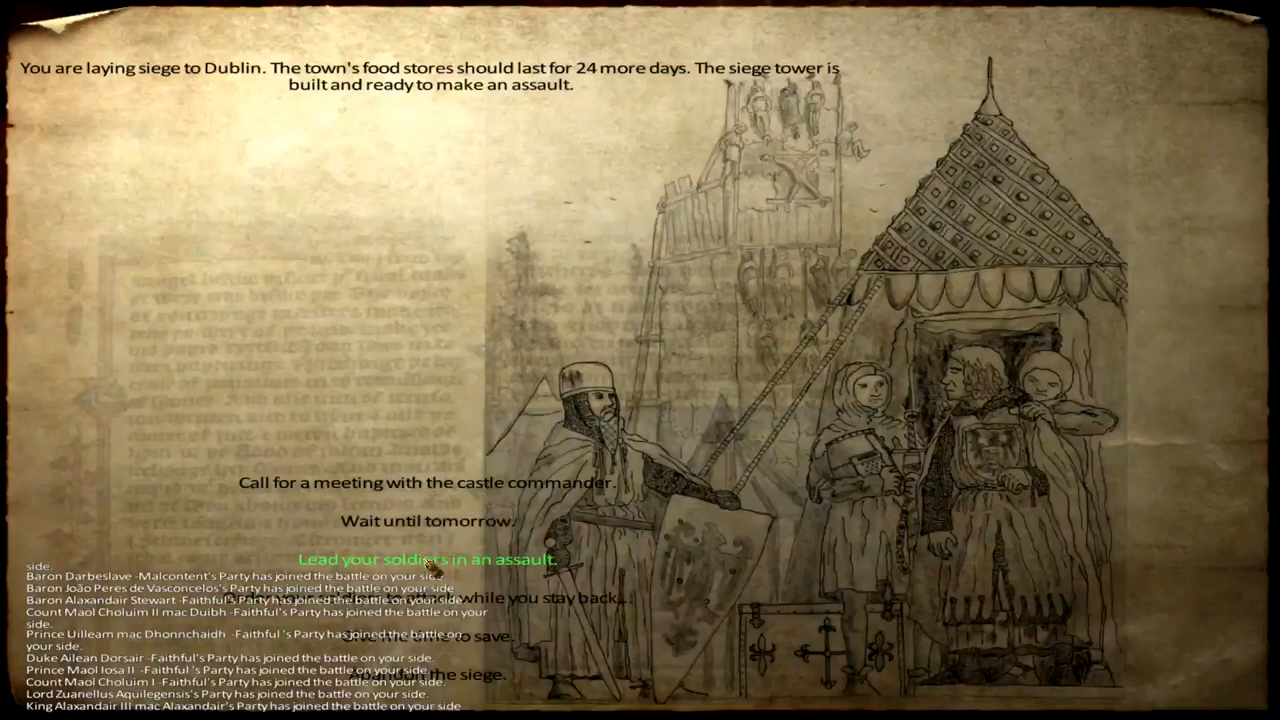 You are laying siege to Dublin. The town's food stores should last for 24 more days. The siege tower is
built and ready to make an assault.
Call for a meeting with the castle commander.
Wait until tomorrow.
Lead your soldiers in an assault.
while you stay back...
to save.
the siege.
side.
Baron Darbeslave -Malcontent's Party has joined the battle on your side.
Baron João Peres de Vasconcelos's Party has joined the battle on your side.
Baron Alaxandair Stewart -Faithful's Party has joined the battle on your side.
Count Maol Choluim II mac Duibh -Faithful's Party has joined the battle on your
side.
Prince Uilleam mac Dhonnchaidh -Faithful 's Party has joined the battle on
your side.
Duke Ailean Dorsair -Faithful's Party has joined the battle on your side.
Prince Maol Iosa II -Faithful 's Party has joined the battle on your side.
Count Maol Choluim I -Faithful's Party has joined the battle on your side.
Lord Zuanellus Aquilegensis's Party has joined the battle on your side.
King Alaxandair III mac Alaxandair's Party has joined the battle on your side